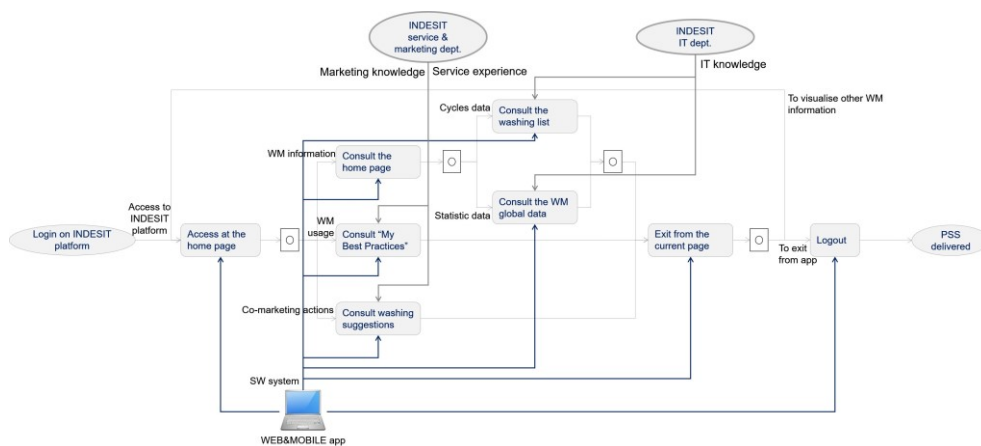 INDESIT
service &
marketing dept.
INDESIT
IT dept.
Marketing knowledge
Service experience
IT knowledge
To visualise other WM
information
Cycles data
Consult the
washing list
WM information
Consult the
home page
O
O
Access to
INDESIT
platform
WM
usage
Statistic data
Consult the WM
global data
Login on INDESIT
platform
Access at the
home page
O
Consult "My
Best Practices"
Exit from the
current page
O
To exit
from app
Logout
PSS
delivered
Co-marketing actions
Consult washing
suggestions
SW system
WEB&MOBILE app